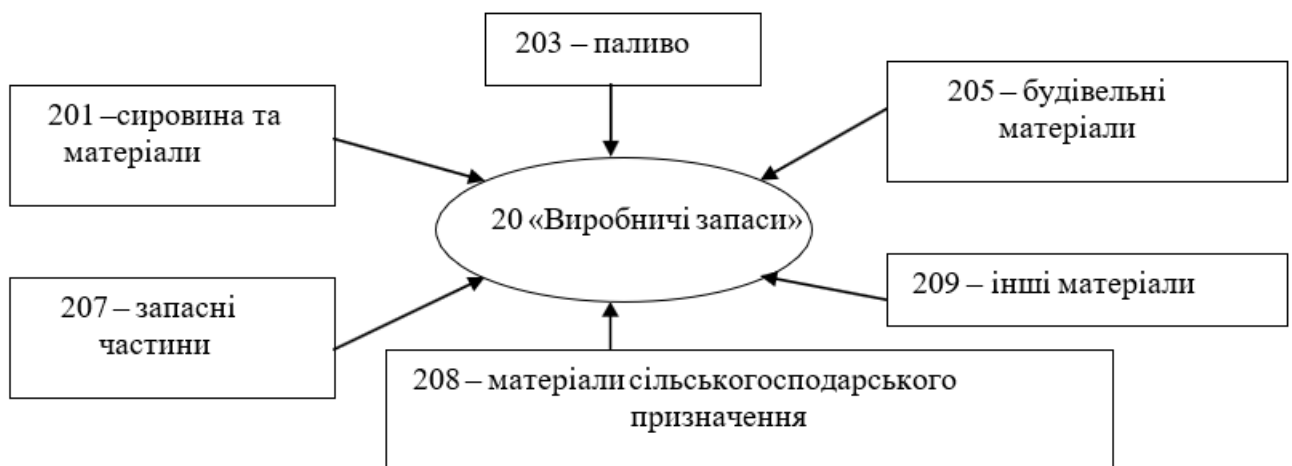 203 – паливо
201 –сировина та
матеріали
205 – будівельні
матеріали
20 «Виробничі запаси»
207 – запасні
частини
209 – інші матеріали
208 – матеріали сільськогосподарського
призначення